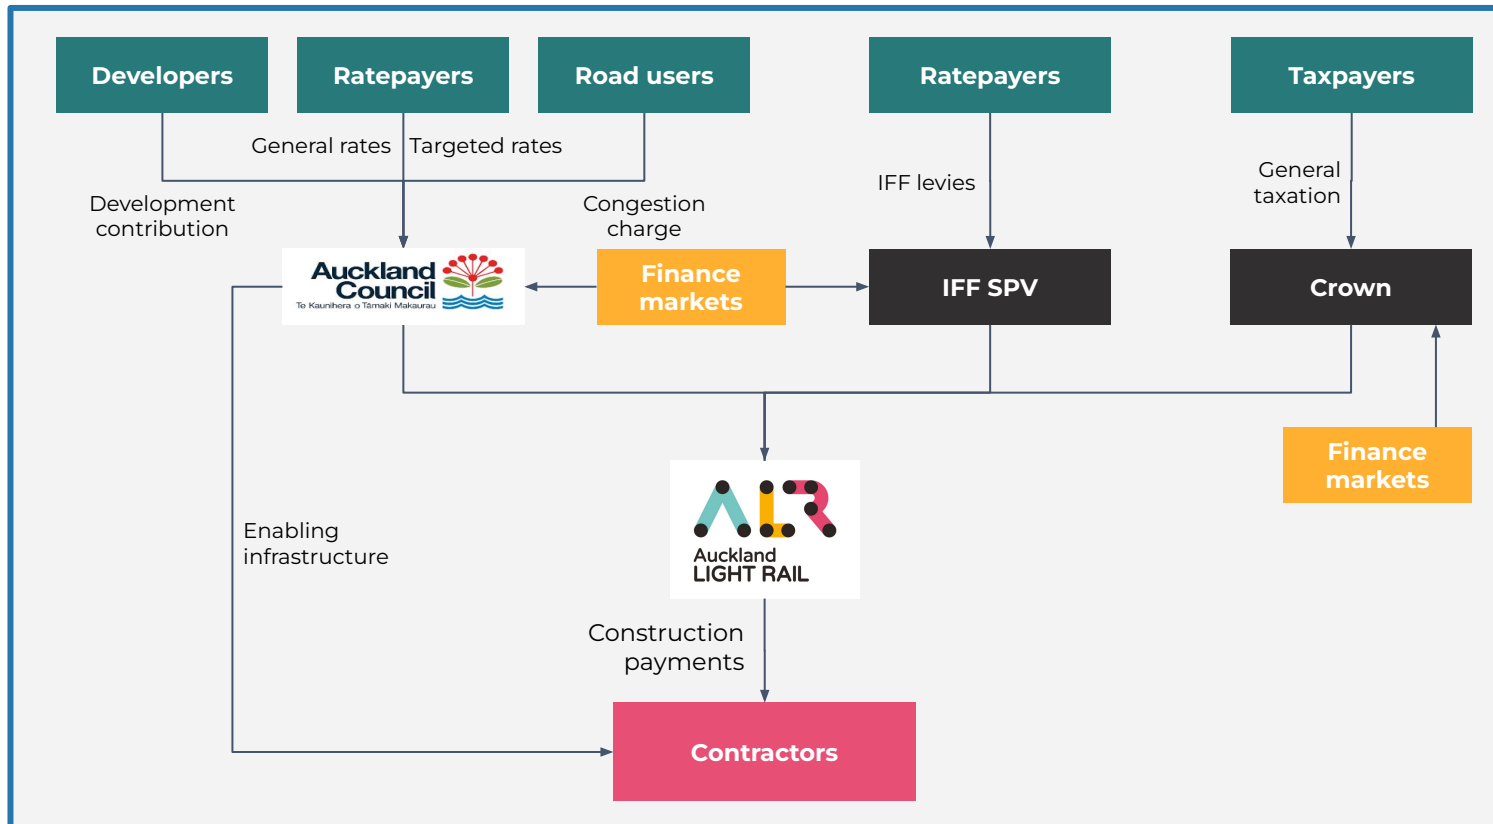 Developers
Ratepayers
Road users
Ratepayers
Taxpayers
General rates
Targeted rates
IFF levies
General
taxation
Development
contribution
Congestion
charge
Auckland
Council
Te Kaunihera o Tāmaki Makaurau
Finance
markets
IFF SPV
Crown
Finance
markets
ALR
Auckland
LIGHT RAIL
Enabling
infrastructure
Construction
payments
Contractors